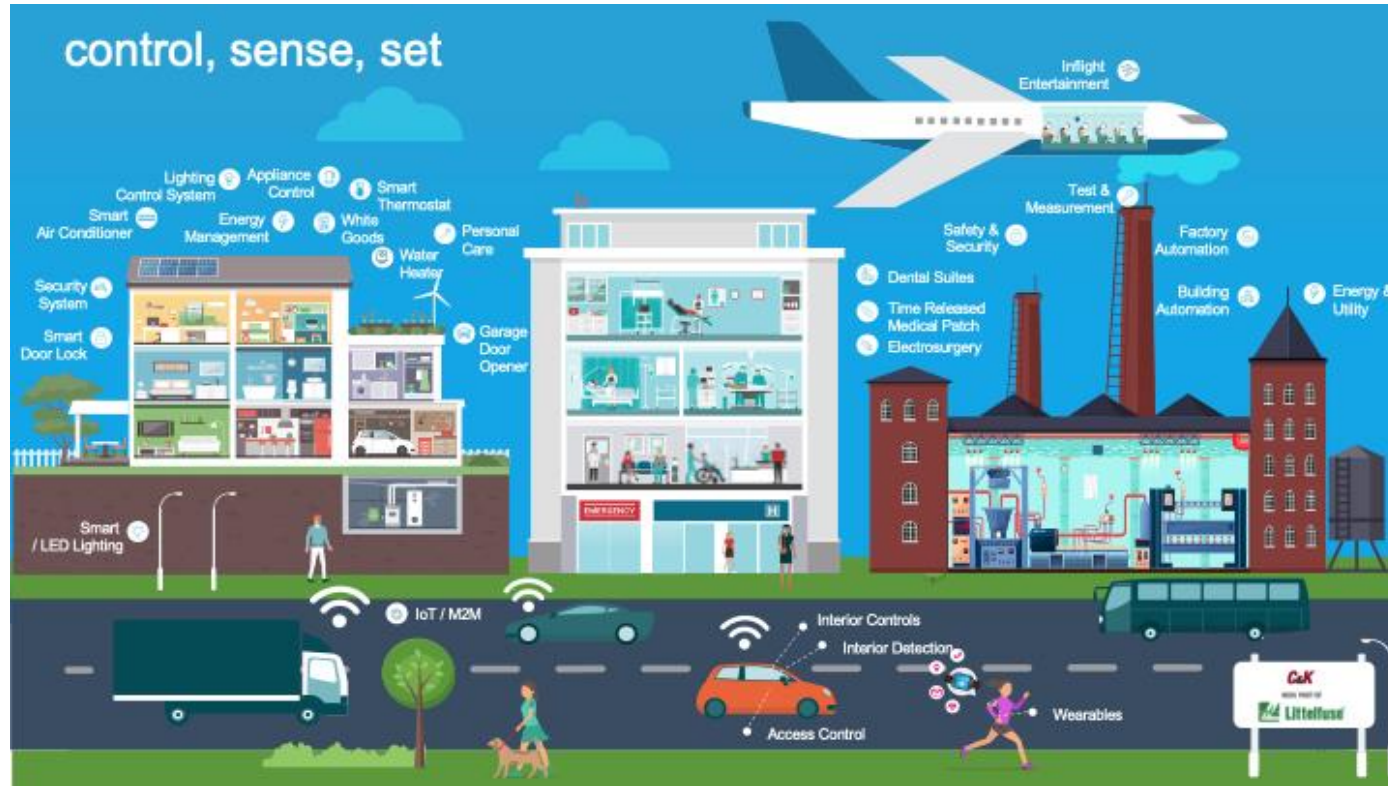 control, sense, set
Inflight
Entertainment
Lighting
Control System
Appliance
Control
Smart
Thermostat
Smart
Air Conditioner
Energy
Management
White
Goods
Personal
Care
Water
Heater
Security
System
Smart
Door Lock
Garage
Door
Opener
Test &
Measurement
Safety &
Security
Factory
Automation
Dental Suites
Time Released
Medical Patch
Electrosurgery
Building
Automation
Energy &
Utility
Smart
/ LED Lighting
EMERGENCY
H
IoT / M2M
Interior Controls
Interior Detection
Access Control
Wearables
C&K
NOW PART OF
Littelfuse